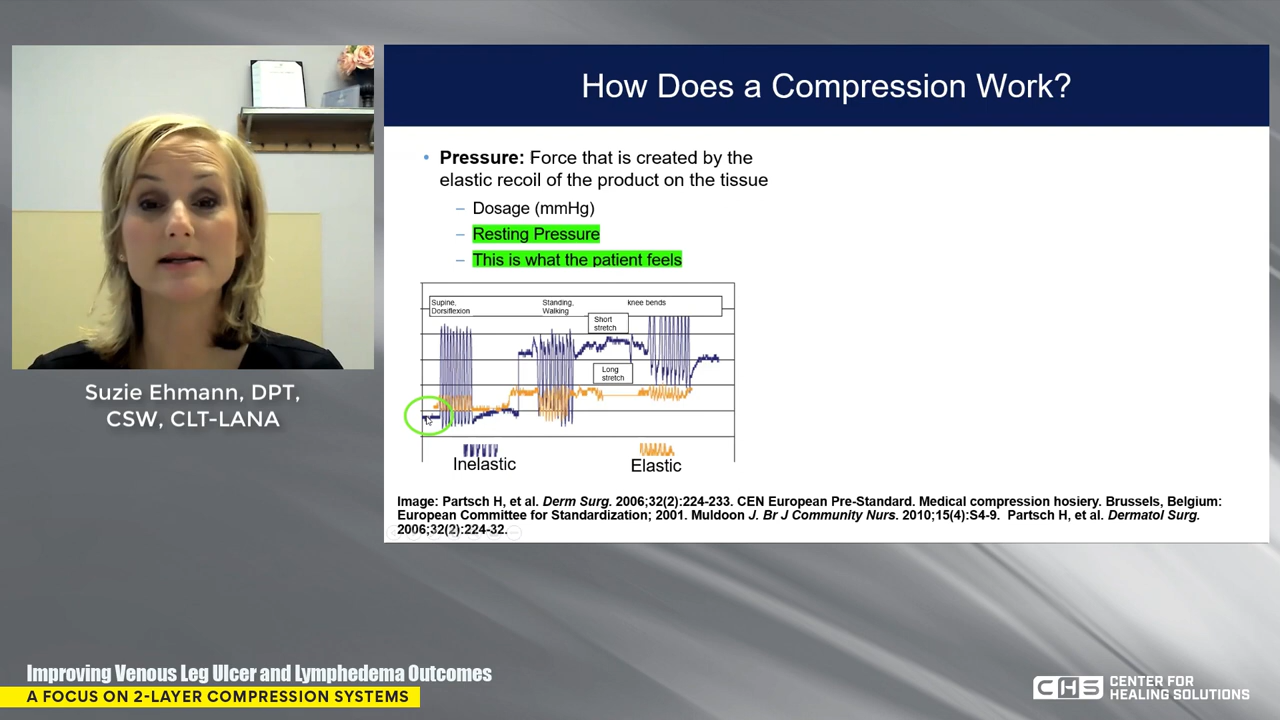 How Does a Compression Work?
• Pressure: Force that is created by the
elastic recoil of the product on the tissue
– Dosage (mmHg)
– Resting Pressure
– This is what the patient feels
Supine,
Dorsiflexion
Standing,
Walking
knee bends
Short
stretch
Long
stretch
Inelastic
Elastic
Image: Partsch H, et al. Derm Surg. 2006;32(2):224-233. CEN European Pre-Standard. Medical compression hosiery. Brussels, Belgium:
European Committee for Standardization; 2001. Muldoon J. Br J Community Nurs. 2010;15(4):S4-9. Partsch H, et al. Dermatol Surg.
2006;32(2):224-32.
Suzie Ehmann, DPT,
CSW, CLT-LANA
Improving Venous Leg Ulcer and Lymphedema Outcomes
A FOCUS ON 2-LAYER COMPRESSION SYSTEMS
CHS CENTER FOR
HEALING SOLUTIONS